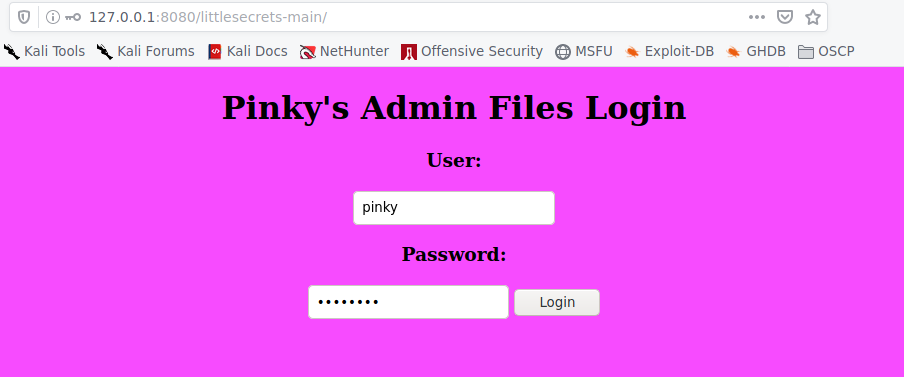 127.0.0.1:8080/littlesecrets-main/
Kali Tools Kali Forums Kali Docs NetHunter Offensive Security MSFU Exploit-DB GHDB OSCP
Pinky's Admin Files Login
User:
pinky
Password:
•••••••• Login